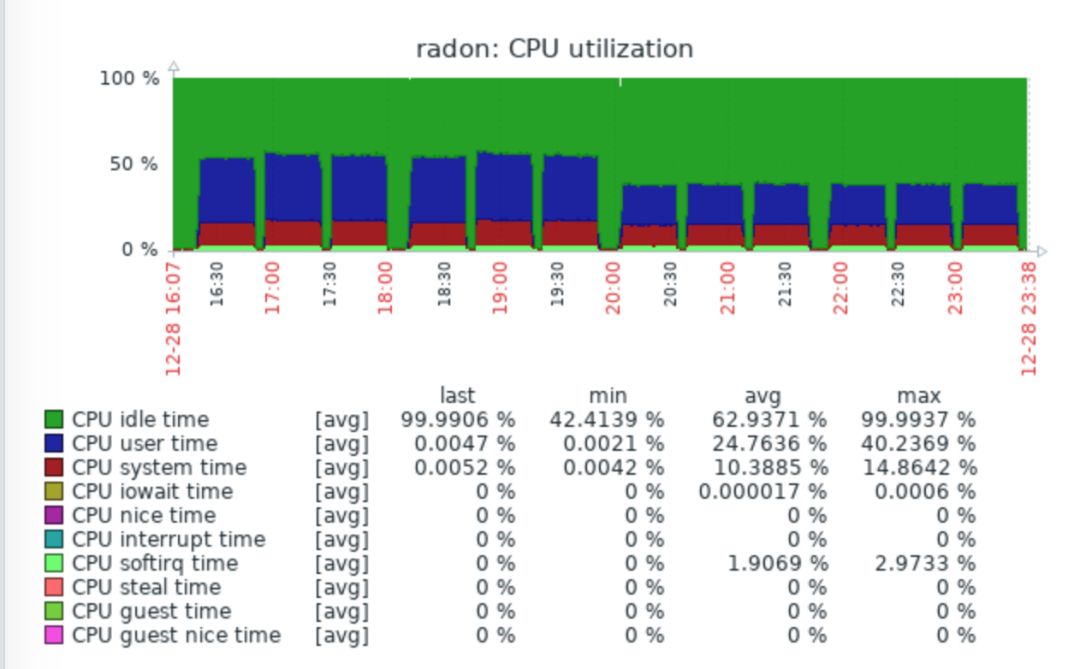 radon: CPU utilization
100 %
50 %
0 %
12-28 16:07
16:30
17:00
17:30
18:00
18:30
19:00
19:30
20:00
20:30
21:00
21:30
22:00
22:30
23:00
12-28 23:38
last min avg max
CPU idle time [avg] 99.9906 % 42.4139 % 62.9371 % 99.9937 %
CPU user time [avg] 0.0047 % 0.0021 % 24.7636 % 40.2369 %
CPU system time [avg] 0.0052 % 0.0042 % 10.3885 % 14.8642 %
CPU iowait time [avg] 0 % 0 % 0.000017 % 0.0006 %
CPU nice time [avg] 0 % 0 % 0 % 0 %
CPU interrupt time [avg] 0 % 0 % 0 % 0 %
CPU softirq time [avg] 0 % 0 % 1.9069 % 2.9733 %
CPU steal time [avg] 0 % 0 % 0 % 0 %
CPU guest time [avg] 0 % 0 % 0 % 0 %
CPU guest nice time [avg] 0 % 0 % 0 % 0 %